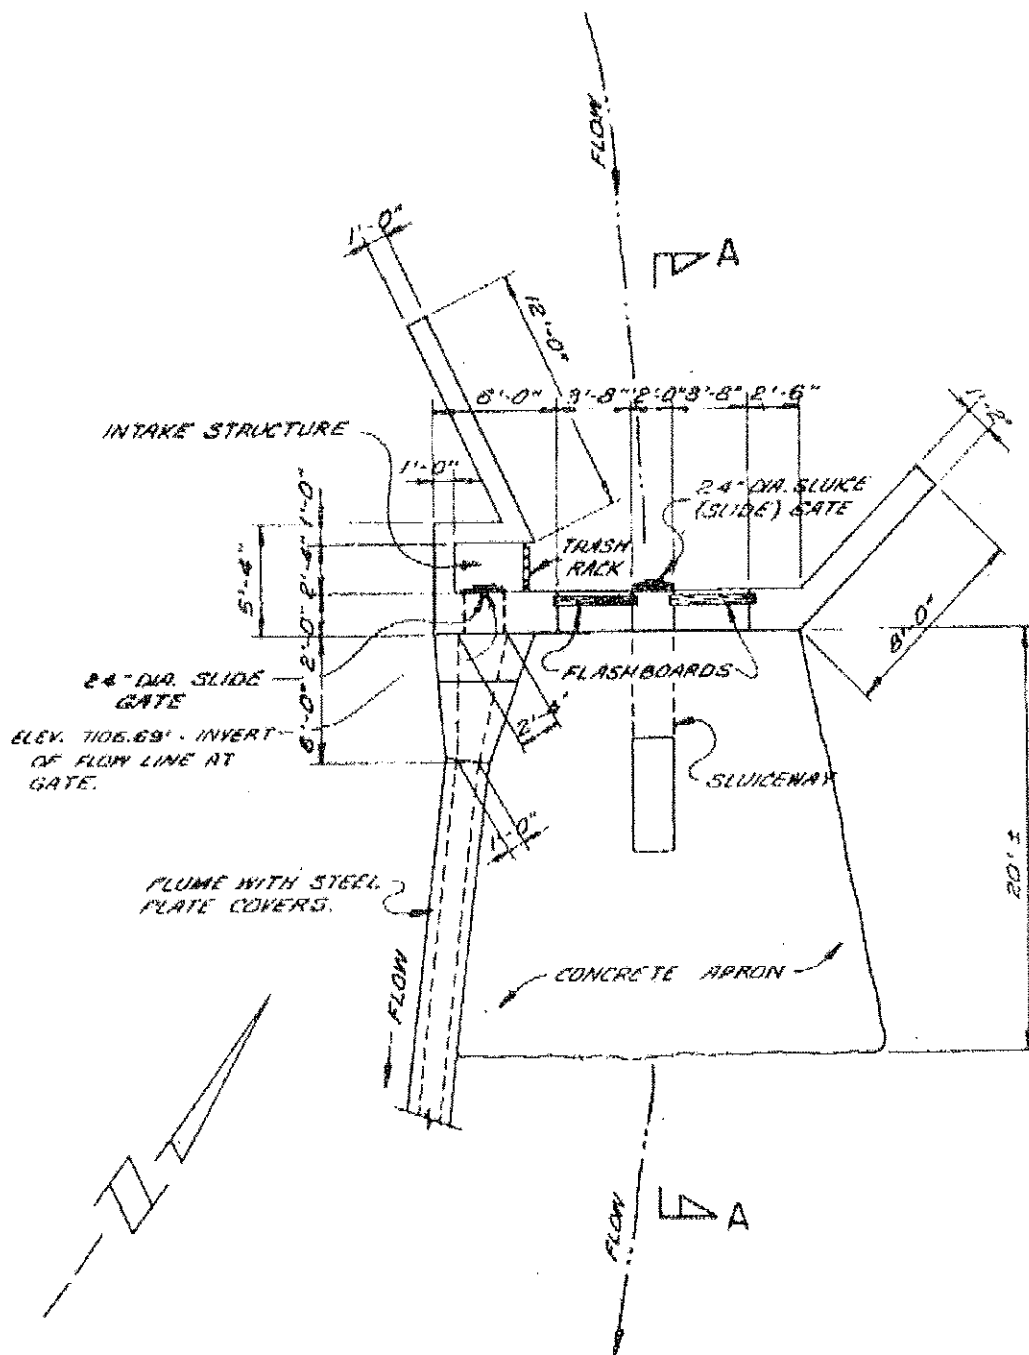 FLOW
A
1'-0"
12'-0"
6'-0" 3'-8" 2'-0" 3'-8" 2'-6"
1'-2"
INTAKE STRUCTURE
1'-0"
24" DIA. SLUICE
(SLIDE) GATE
TRASH
RACK
5'-4"
1'-0"
2'-4"
2'-0"
6'-0"
8'-0"
FLASHBOARDS
24" DIA. SLIDE
GATE
ELEV. 7106.69' - INVERT
OF FLOW LINE AT
GATE.
SLUICEWAY
1'-0"
20' ±
FLUME WITH STEEL
PLATE COVERS.
FLOW
CONCRETE APRON
A
FLOW